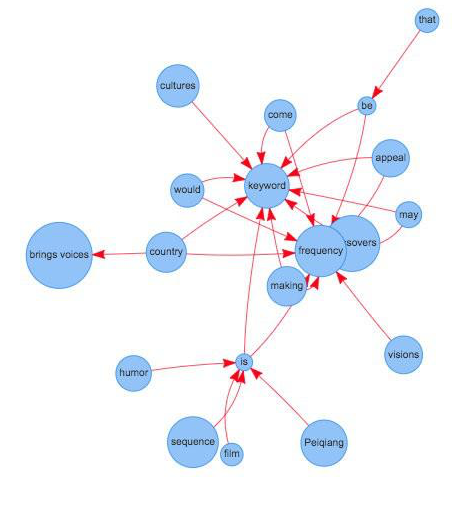 that
cultures
be
come
appeal
keyword
would
may
frequency
ssovers
country
brings voices
making
visions
is
humor
sequence
Peiqiang
film